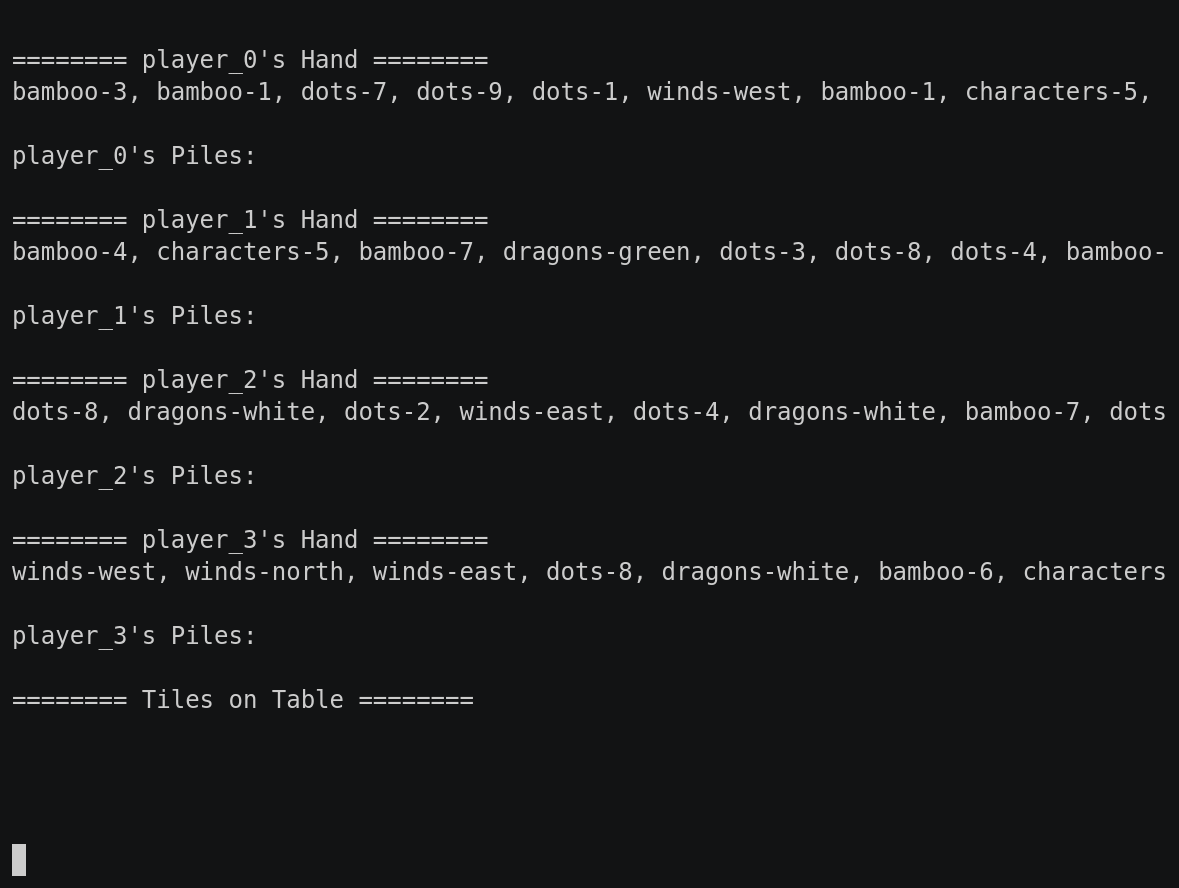 ======== player_0's Hand ========
bamboo-3, bamboo-1, dots-7, dots-9, dots-1, winds-west, bamboo-1, characters-5,
player_0's Piles:
======== player_1's Hand ========
bamboo-4, characters-5, bamboo-7, dragons-green, dots-3, dots-8, dots-4, bamboo-
player_1's Piles:
======== player_2's Hand ========
dots-8, dragons-white, dots-2, winds-east, dots-4, dragons-white, bamboo-7, dots
player_2's Piles:
======== player_3's Hand ========
winds-west, winds-north, winds-east, dots-8, dragons-white, bamboo-6, characters
player_3's Piles:
======== Tiles on Table ========